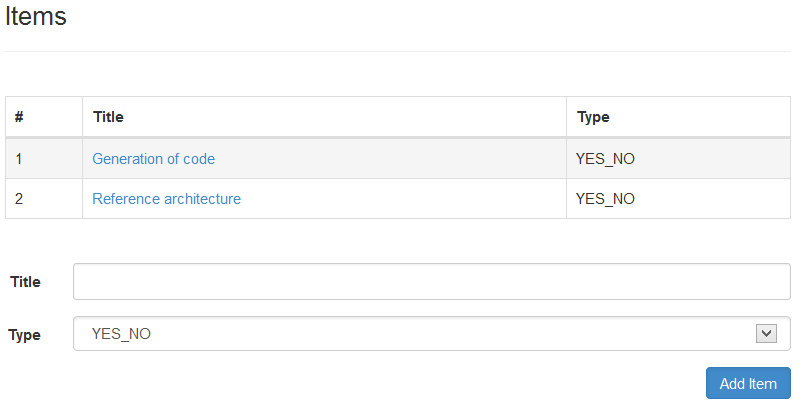 Items
# Title Type
1 Generation of code YES_NO
2 Reference architecture YES_NO
Title
Type YES_NO
Add Item